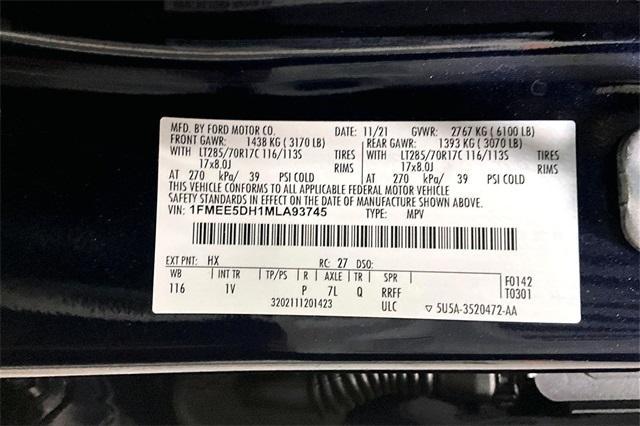 MFD. BY FORD MOTOR CO. DATE: 11/21 GVWR: 2767 KG ( 6100 LB)
FRONT GAWR: 1438 KG ( 3170 LB) REAR GAWR: 1393 KG ( 3070 LB)
WITH LT285/70R17C 116/113S TIRES WITH LT285/70R17C 116/113S TIRES
17x8.0J RIMS 17x8.0J RIMS
AT 270 kPa/ 39 PSI COLD AT 270 kPa/ 39 PSI COLD
THIS VEHICLE CONFORMS TO ALL APPLICABLE FEDERAL MOTOR VEHICLE
SAFETY STANDARDS IN EFFECT ON THE DATE OF MANUFACTURE SHOWN ABOVE.
VIN: 1FMEE5DH1MLA93745 TYPE: MPV
EXT PNT: HX RC: 27 DSO:
WB INT TR TP/PS R AXLE TR SPR F0142
116 1V P 7L Q RRFF T0301
3202111201423 ULC ▽ 5U5A-3520472-AA